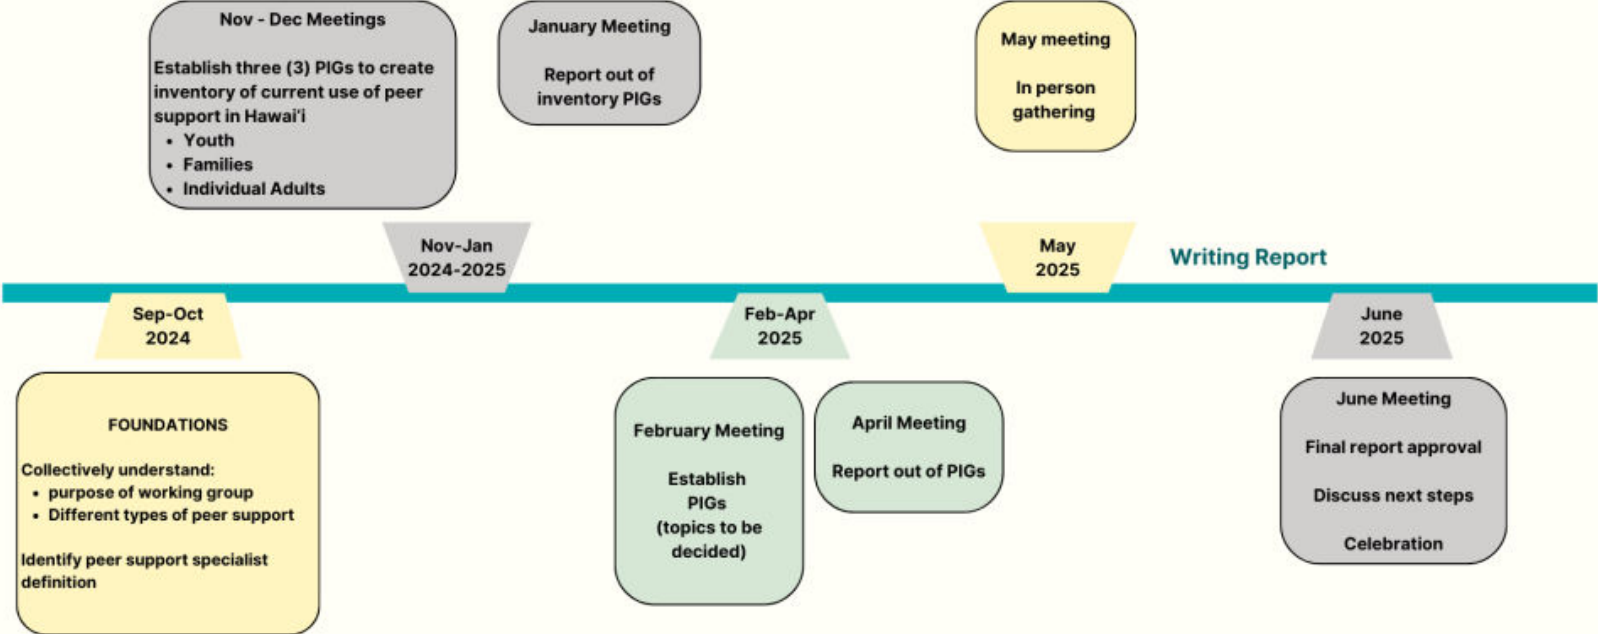 Nov - Dec Meetings
Establish three (3) PIGs to create
inventory of current use of peer
support in Hawai'i
• Youth
• Families
• Individual Adults
January Meeting
Report out of
inventory PIGs
May meeting
In person
gathering
Nov-Jan
2024-2025
May
2025
Writing Report
Sep-Oct
2024
Feb-Apr
2025
June
2025
FOUNDATIONS
Collectively understand:
• purpose of working group
• Different types of peer support
Identify peer support specialist
definition
February Meeting
Establish
PIGs
(topics to be
decided)
April Meeting
Report out of PIGs
June Meeting
Final report approval
Discuss next steps
Celebration